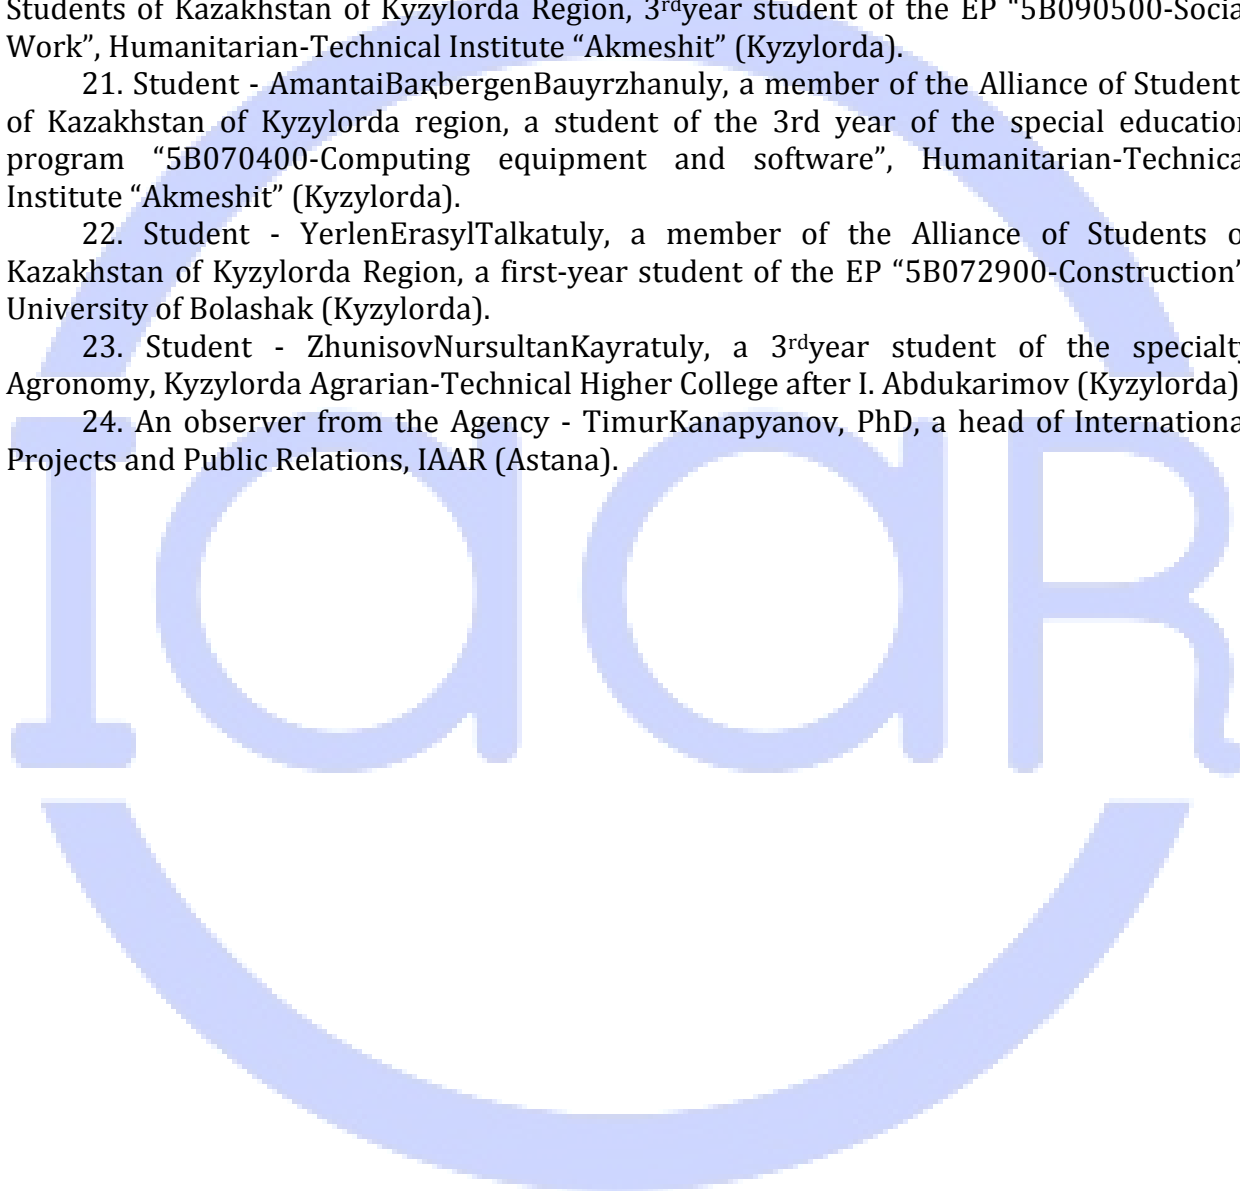 Students of Kazakhstan of Kyzylorda Region, 3rdyear student of the EP “5B090500-Socia
Work”, Humanitarian-Technical Institute “Akmeshit” (Kyzylorda).
21. Student - AmantaiBaқbergenBauyrzhanuly, a member of the Alliance of Student
of Kazakhstan of Kyzylorda region, a student of the 3rd year of the special education
program “5B070400-Computing equipment and software”, Humanitarian-Technica
Institute “Akmeshit” (Kyzylorda).
22. Student - YerlenErasylTalkatuly, a member of the Alliance of Students o
Kazakhstan of Kyzylorda Region, a first-year student of the EP “5B072900-Construction”
University of Bolashak (Kyzylorda).
23. Student - ZhunisovNursultanKayratuly, a 3rdyear student of the specialty
Agronomy, Kyzylorda Agrarian-Technical Higher College after I. Abdukarimov (Kyzylorda)
24. An observer from the Agency - TimurKanapyanov, PhD, a head of Internationa
Projects and Public Relations, IAAR (Astana).
IaaR